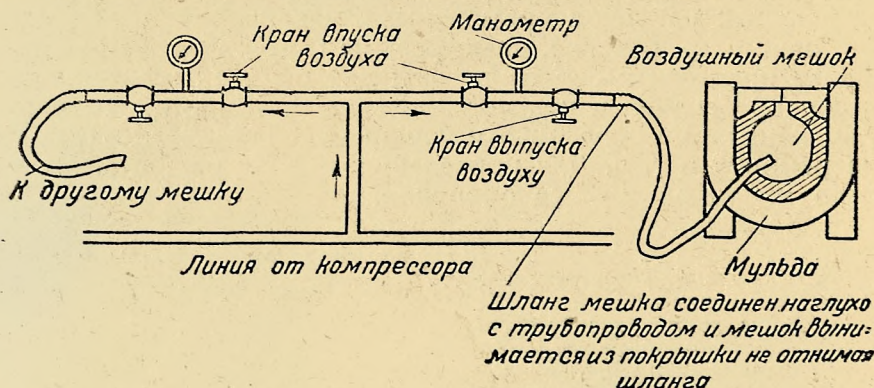 Кран впуска
воздуха
Манометр
Воздушный мешок
Кран выпуска
воздуху
К другому мешку
Линия от компрессора
Мульда
Шланг мешка соединен наглухо
с трубопроводом и мешок выни-
мается из покрышки не отнимая
шланга